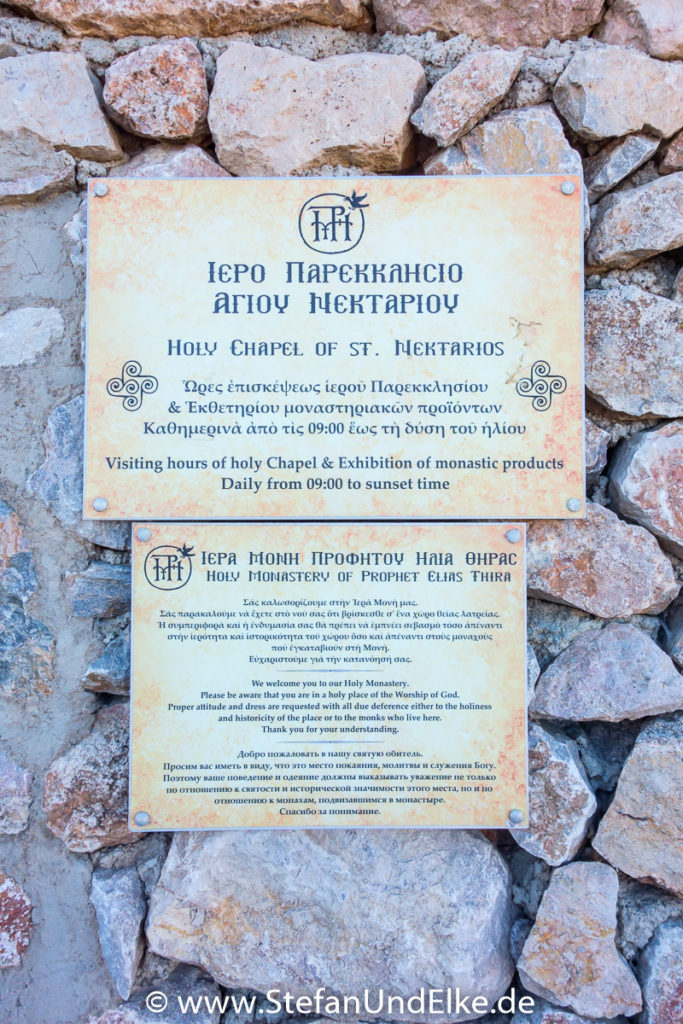 ΙΕΡΟ ΠΑΡΕΚΚΛΗΣΙΟ
ΑΓΙΟΥ ΝΕΚΤΑΡΙΟΥ
HOLY CHAPEL OF ST. NEKTARIOS
Ὧρες ἐπισκέψεως ἱεροῦ Παρεκκλησίου
& Ἐκθετηρίου μοναστηριακῶν προϊόντων
Καθημερινὰ ἀπὸ τὶς 09:00 ἕως τὴ δύση τοῦ ἡλίου
Visiting hours of holy Chapel & Exhibition of monastic products
Daily from 09:00 to sunset time
ΙΕΡΑ ΜΟΝΗ ΠΡΟΦΗΤΟΥ ΗΛΙΑ ΘΗΡΑΣ
HOLY MONASTERY OF PROPHET ELIAS THIRA
Σᾶς καλωσορίζουμε στὴν Ἱερὰ Μονή μας.
Σᾶς παρακαλοῦμε νὰ ἔχετε στὸ νοῦ σας ὅτι βρίσκεσθε σ' ἕνα χῶρο θείας λατρείας.
Ἡ συμπεριφορὰ καὶ ἡ ἐνδυμασία σας θὰ πρέπει νὰ ἐμπνέει σεβασμὸ τόσο ἀπέναντι
στὴν ἱερότητα καὶ ἱστορικότητα τοῦ χώρου ὅσο καὶ ἀπέναντι στοὺς μοναχοὺς
ποὺ ἐγκαταβιοῦν στὴ Μονή.
Εὐχαριστοῦμε γιὰ τὴν κατανόησή σας.
We welcome you to our Holy Monastery.
Please be aware that you are in a holy place of the Worship of God.
Proper attitude and dress are requested with all due deference either to the holiness
and historicity of the place or to the monks who live here.
Thank you for your understanding.
Добро пожаловать в нашу святую обитель.
Просим вас иметь в виду, что это место покаяния, молитвы и служения Богу.
Поэтому ваше поведение и одеяние должны выказывать уважение не только
по отношению к святости и исторической значимости этого места, но и по
отношению к монахам, подвизавшимся в монастыре.
Спасибо за понимание.
© www.StefanUndElke.de